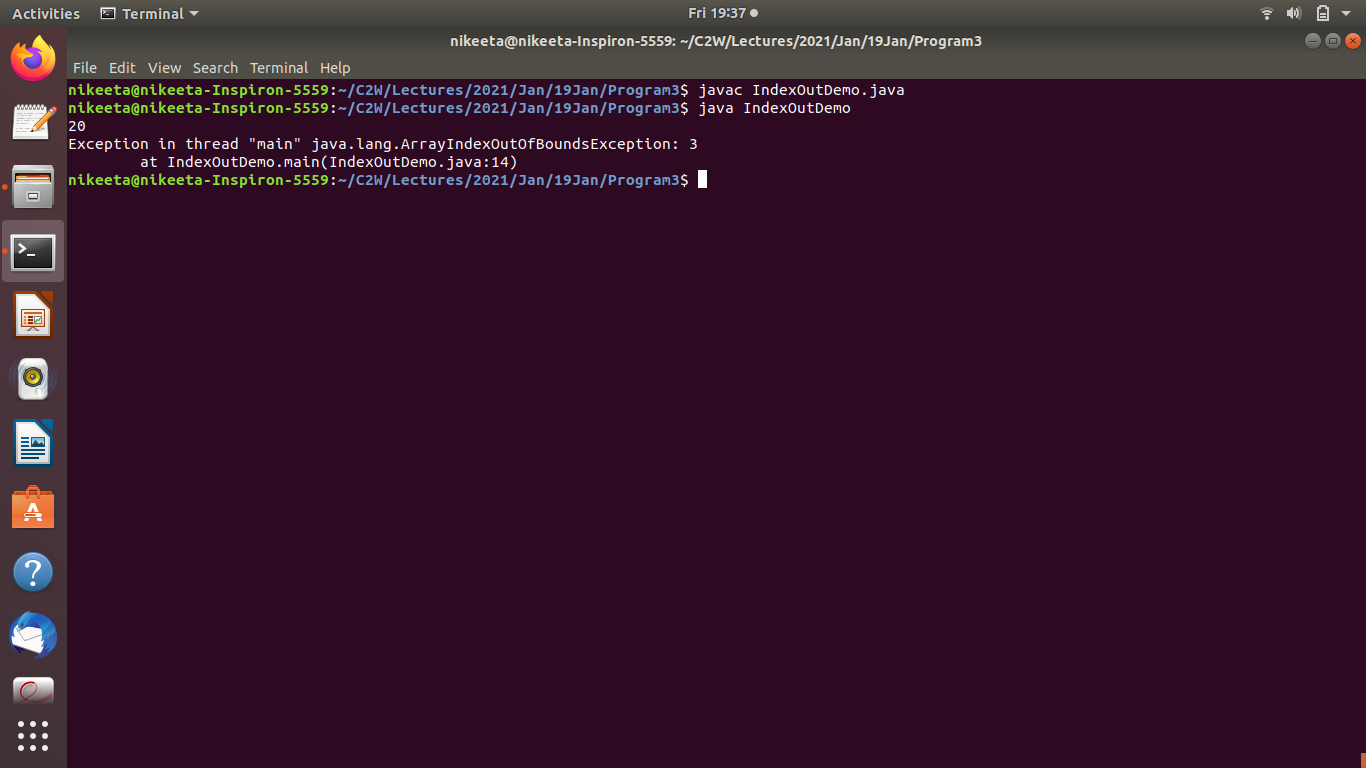 Activities Terminal Fri 19:37
nikeeta@nikeeta-Inspiron-5559: ~/C2W/Lectures/2021/Jan/19Jan/Program3
File Edit View Search Terminal Help
nikeeta@nikeeta-Inspiron-5559:~/C2W/Lectures/2021/Jan/19Jan/Program3$ javac IndexOutDemo.java
nikeeta@nikeeta-Inspiron-5559:~/C2W/Lectures/2021/Jan/19Jan/Program3$ java IndexOutDemo
20
Exception in thread "main" java.lang.ArrayIndexOutOfBoundsException: 3
        at IndexOutDemo.main(IndexOutDemo.java:14)
nikeeta@nikeeta-Inspiron-5559:~/C2W/Lectures/2021/Jan/19Jan/Program3$